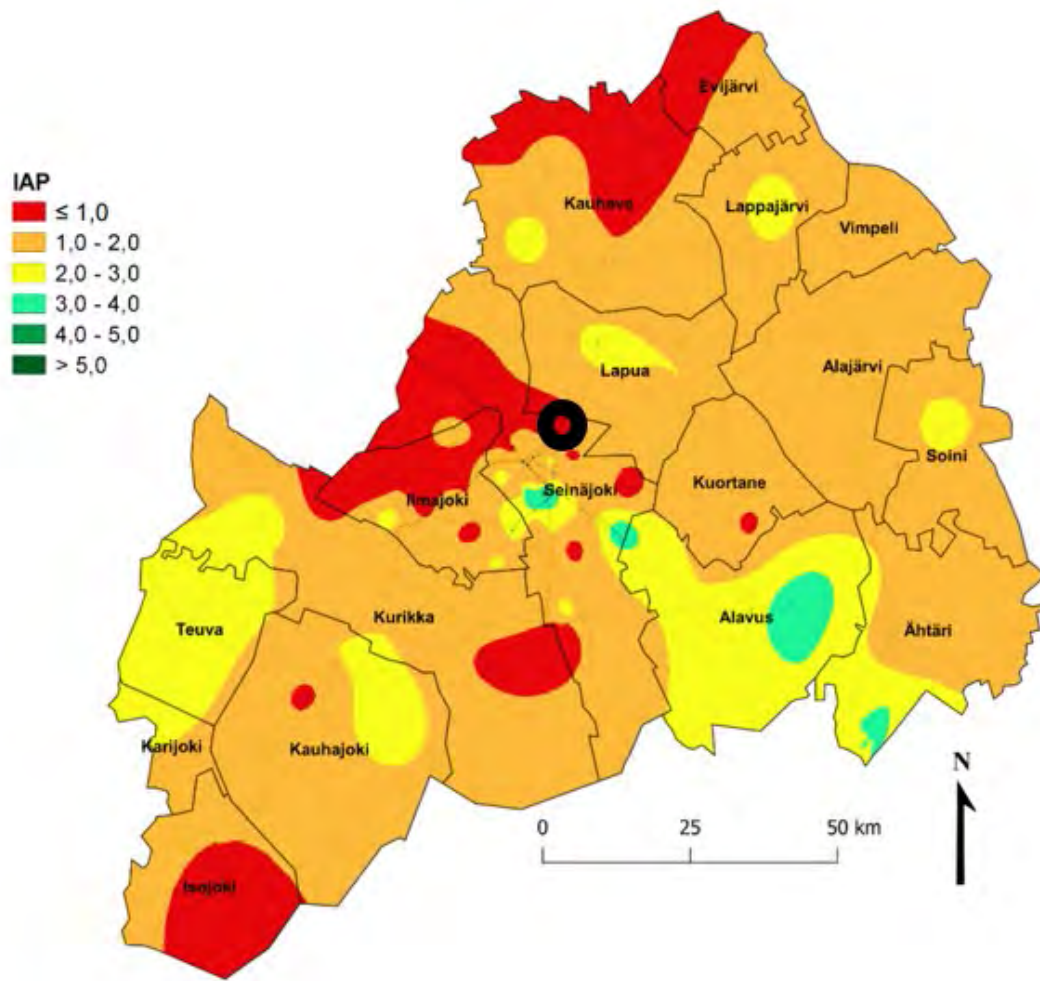 IAP
≤ 1,0
1,0 - 2,0
2,0 - 3,0
3,0 - 4,0
4,0 - 5,0
> 5,0
Evijärvi
Kauhava
Lappajärvi
Vimpeli
Lapua
Alajärvi
Soini
Kuortane
Seinäjoki
Ilmajoki
Kurikka
Teuva
Alavus
Ähtäri
Karijoki
Kauhajoki
Isojoki
N
0 25 50 km